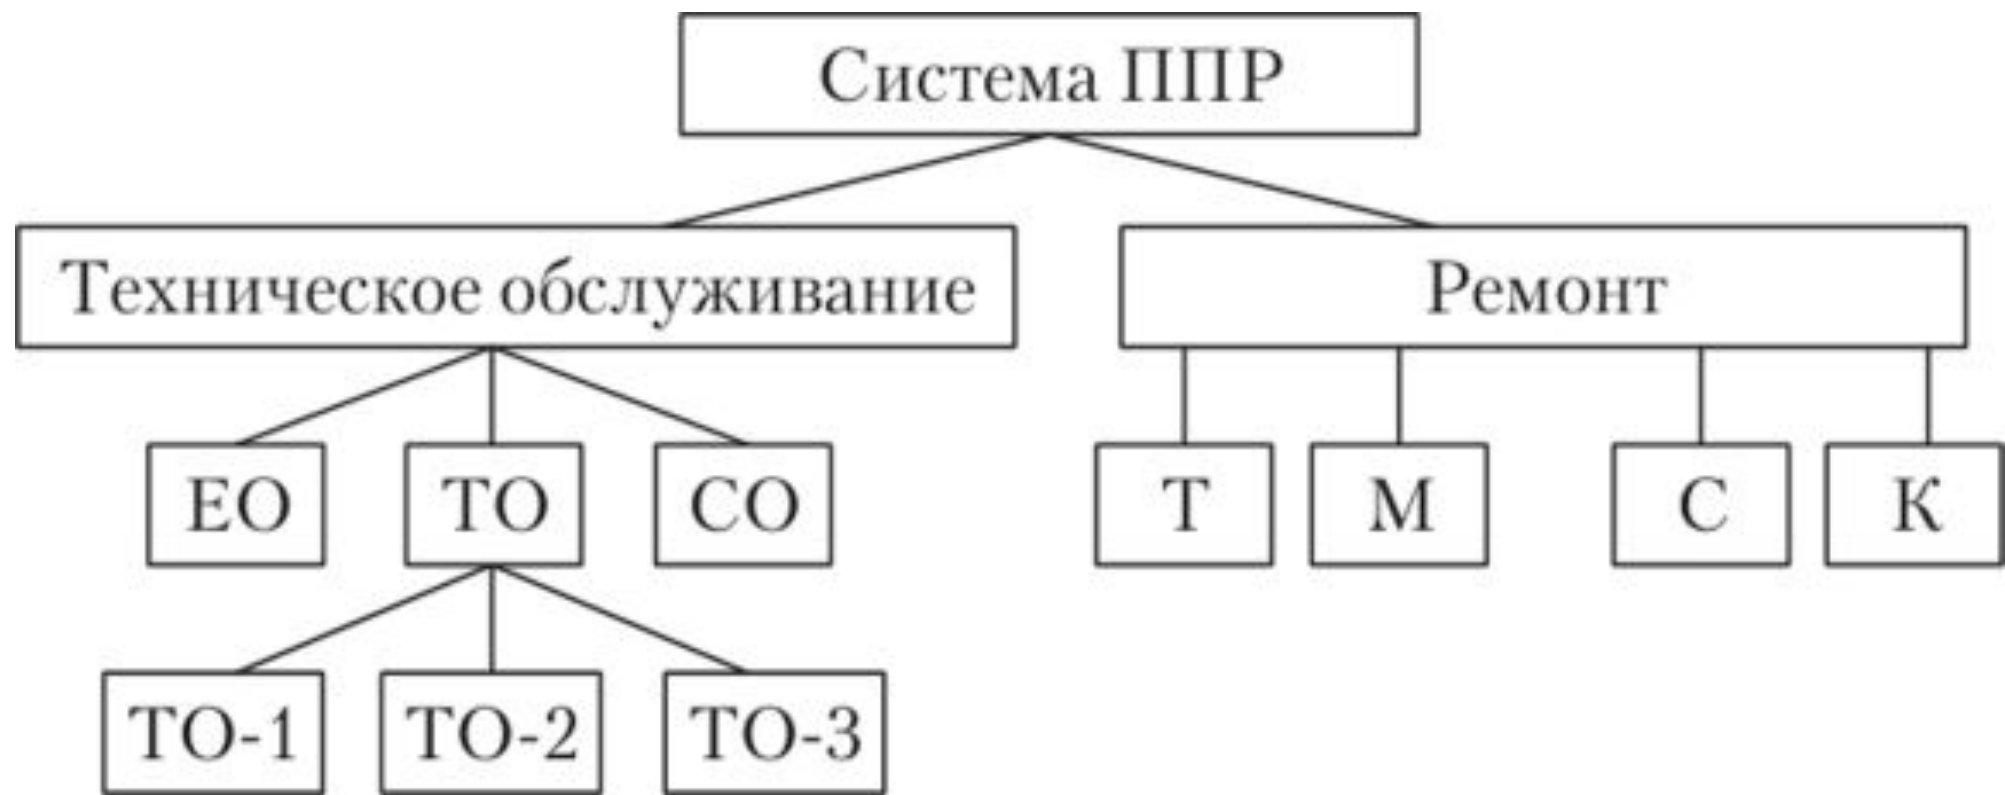 Система ППР
Техническое обслуживание
Ремонт
ЕО
ТО
СО
Т
М
С
К
ТО-1
ТО-2
ТО-3